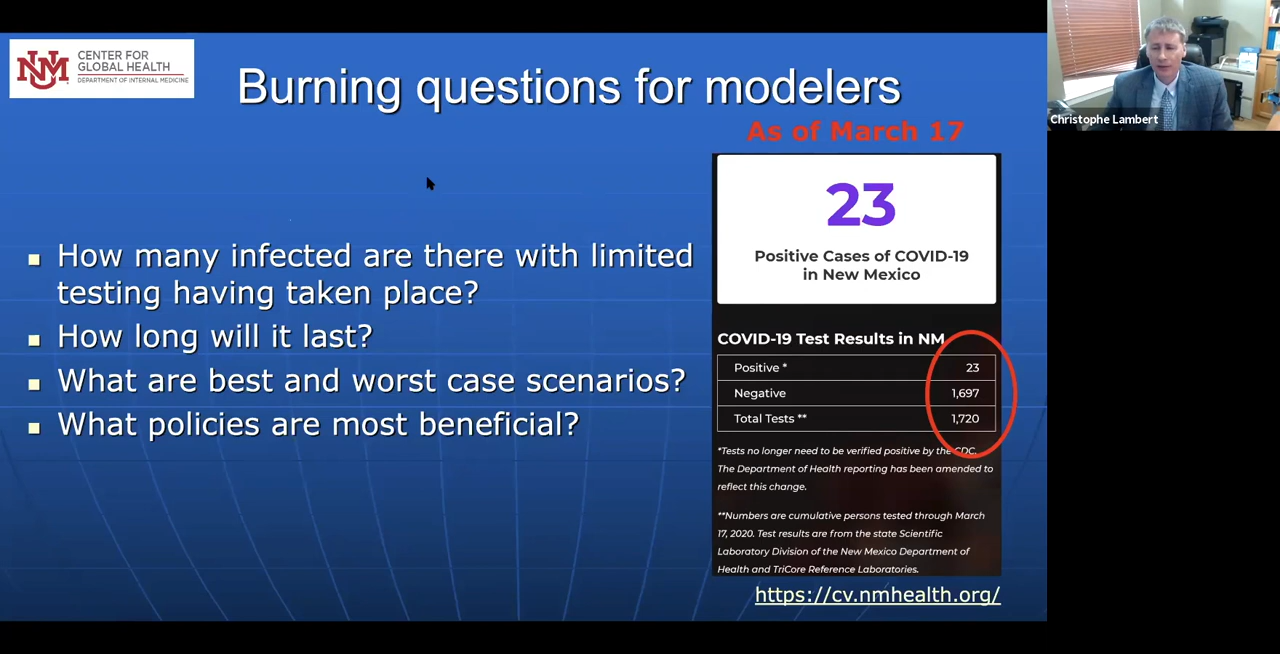 UNM
CENTER FOR
GLOBAL HEALTH
DEPARTMENT OF INTERNAL MEDICINE
Burning questions for modelers
As of March 17
23
Positive Cases of COVID-19
in New Mexico
How many infected are there with limited
testing having taken place?
How long will it last?
What are best and worst case scenarios?
What policies are most beneficial?
COVID-19 Test Results in NM
Positive * 23
Negative 1,697
Total Tests ** 1,720
*Tests no longer need to be verified positive by the CDC.
The Department of Health reporting has been amended to
reflect this change.
**Numbers are cumulative persons tested through March
17, 2020. Test results are from the state Scientific
Laboratory Division of the New Mexico Department of
Health and TriCore Reference Laboratories.
https://cv.nmhealth.org/
Christophe Lambert